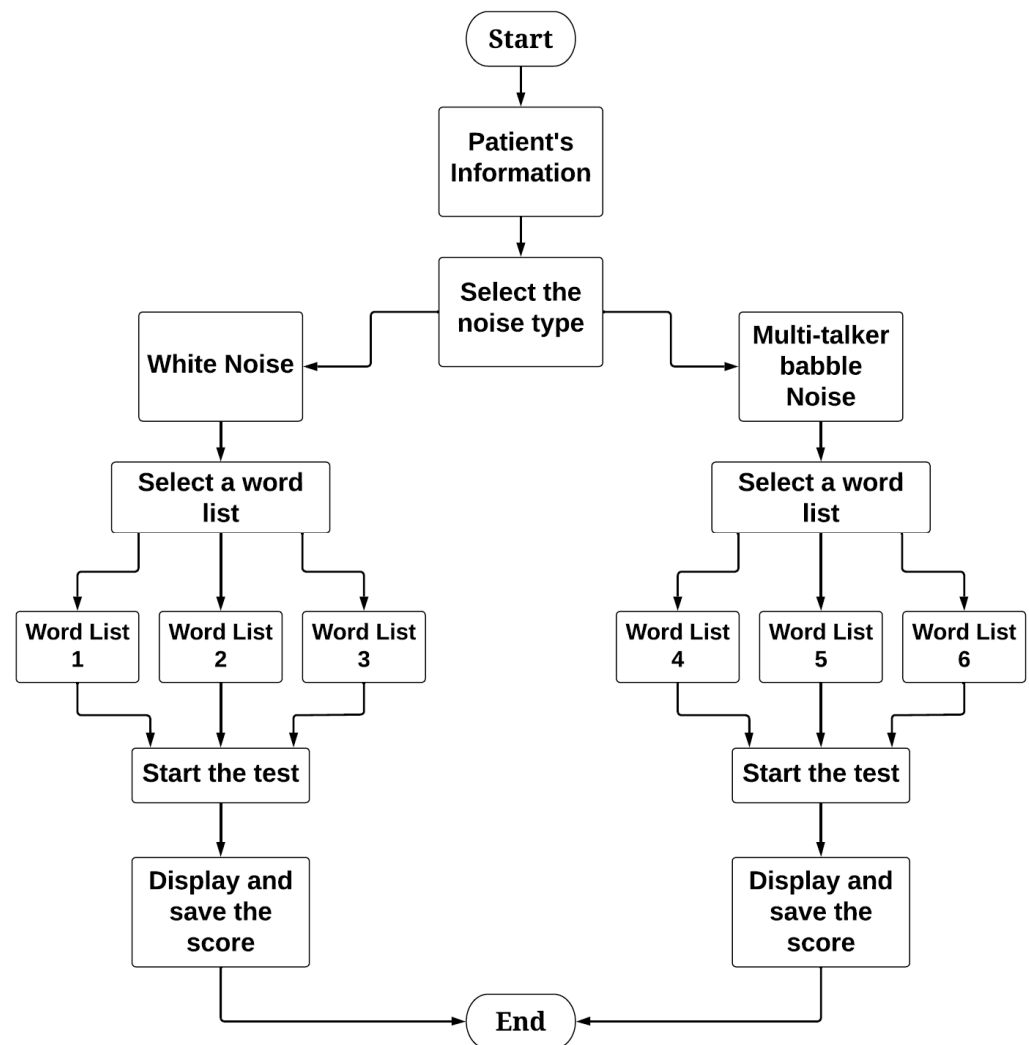 Start
Patient's
Information
Select the
noise type
White Noise
Multi-talker
babble
Noise
Select a word
list
Select a word
list
Word List
1
Word List
2
Word List
3
Word List
4
Word List
5
Word List
6
Start the test
Start the test
Display and
save the
score
Display and
save the
score
End